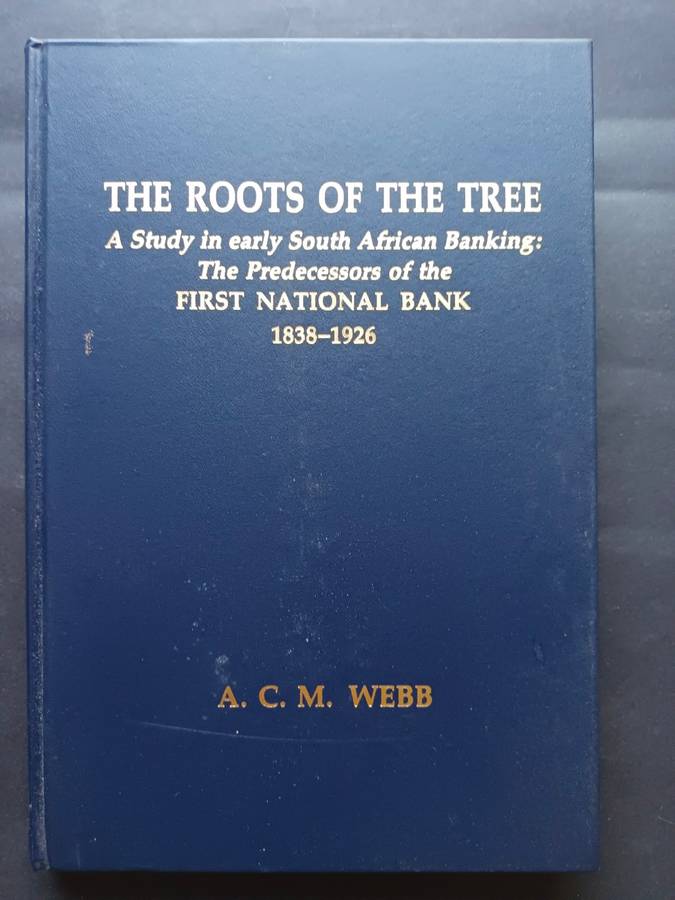 THE ROOTS OF THE TREE
A Study in early South African Banking:
The Predecessors of the
FIRST NATIONAL BANK
1838–1926
A. C. M. WEBB